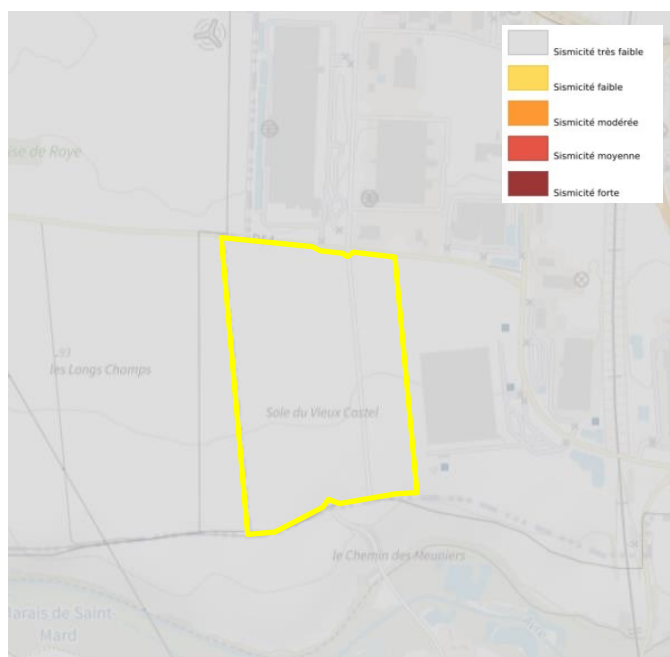 Sismicité très faible
Sismicité faible
Sismicité modérée
Sismicité moyenne
Sismicité forte
ise de Roye
93
les Longs Champs
Sole du Vieux Castel
le Chemin des Meuniers
Marais de Saint-
Mard